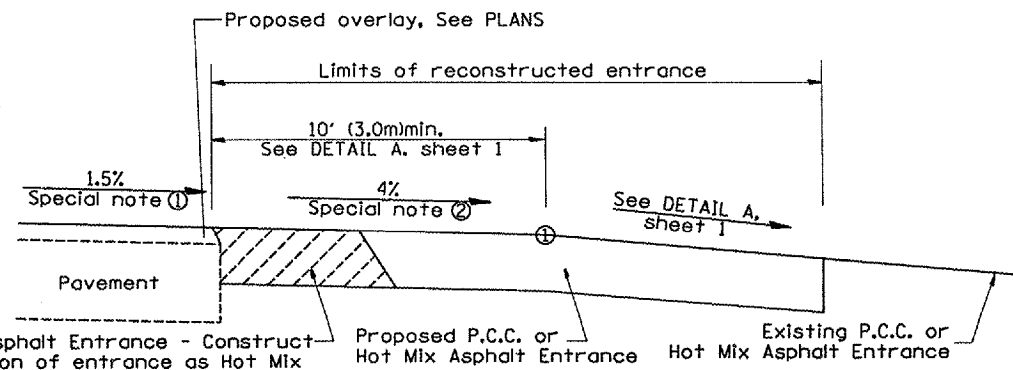 Proposed overlay, See PLANS
Limits of reconstructed entrance
10' (3.0m)min.
See DETAIL A, sheet 1
1.5%
Special note ①
4%
Special note ②
See DETAIL A,
sheet 1
①
Pavement
sphalt Entrance - Construct
on of entrance as Hot Mix
Proposed P.C.C. or
Hot Mix Asphalt Entrance
Existing P.C.C. or
Hot Mix Asphalt Entrance